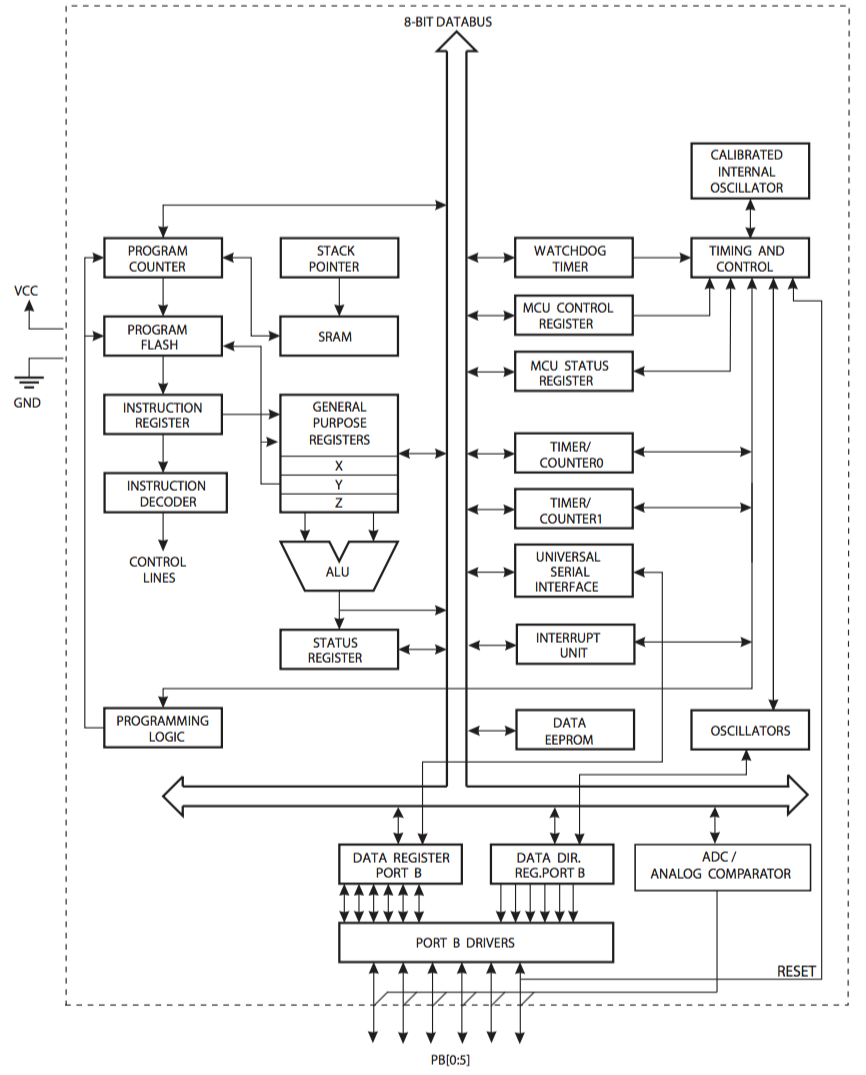 8-BIT DATABUS
CALIBRATED
INTERNAL
OSCILLATOR
PROGRAM
COUNTER
STACK
POINTER
WATCHDOG
TIMER
TIMING AND
CONTROL
VCC
PROGRAM
FLASH
SRAM
MCU CONTROL
REGISTER
GND
MCU STATUS
REGISTER
INSTRUCTION
REGISTER
GENERAL
PURPOSE
REGISTERS
X
Y
Z
TIMER/
COUNTER0
INSTRUCTION
DECODER
TIMER/
COUNTER1
CONTROL
LINES
ALU
UNIVERSAL
SERIAL
INTERFACE
STATUS
REGISTER
INTERRUPT
UNIT
PROGRAMMING
LOGIC
DATA
EEPROM
OSCILLATORS
DATA REGISTER
PORT B
DATA DIR.
REG.PORT B
ADC /
ANALOG COMPARATOR
PORT B DRIVERS
RESET
PB[0:5]